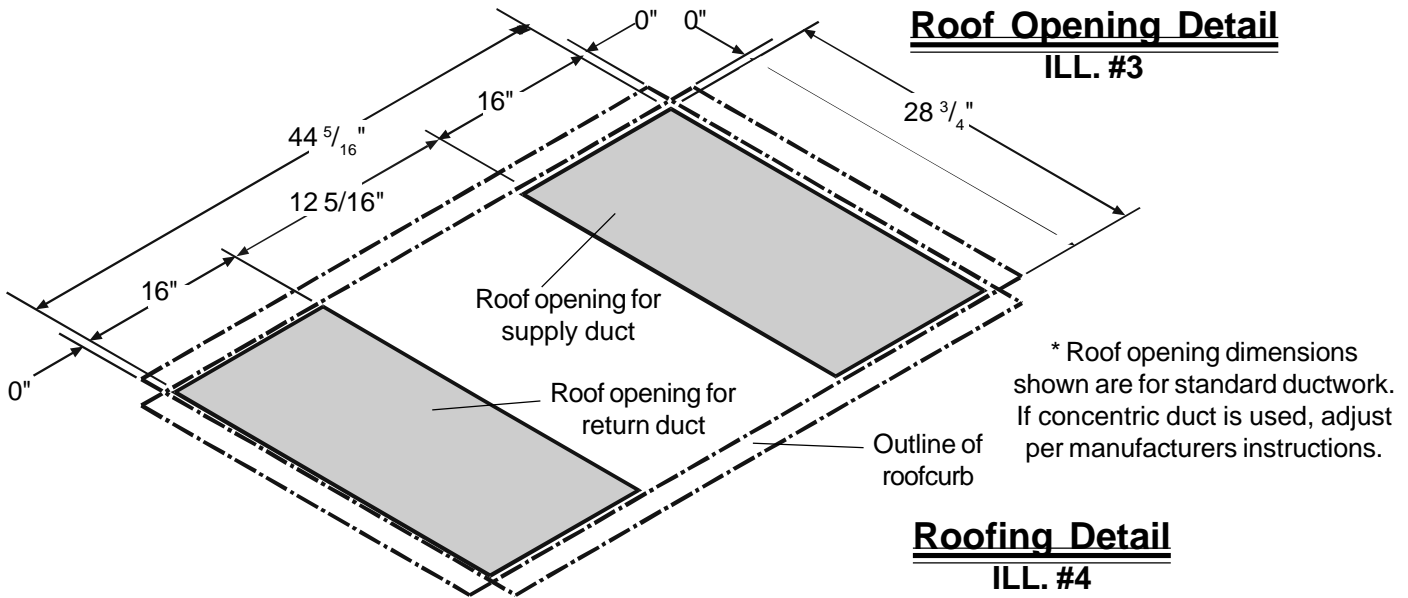 Roof Opening Detail
ILL. #3
0"
0"
16"
28 3/4"
44 5/16"
12 5/16"
16"
0"
Roof opening for
supply duct
Roof opening for
return duct
* Roof opening dimensions
shown are for standard ductwork.
If concentric duct is used, adjust
per manufacturers instructions.
Outline of
roofcurb
Roofing Detail
ILL. #4